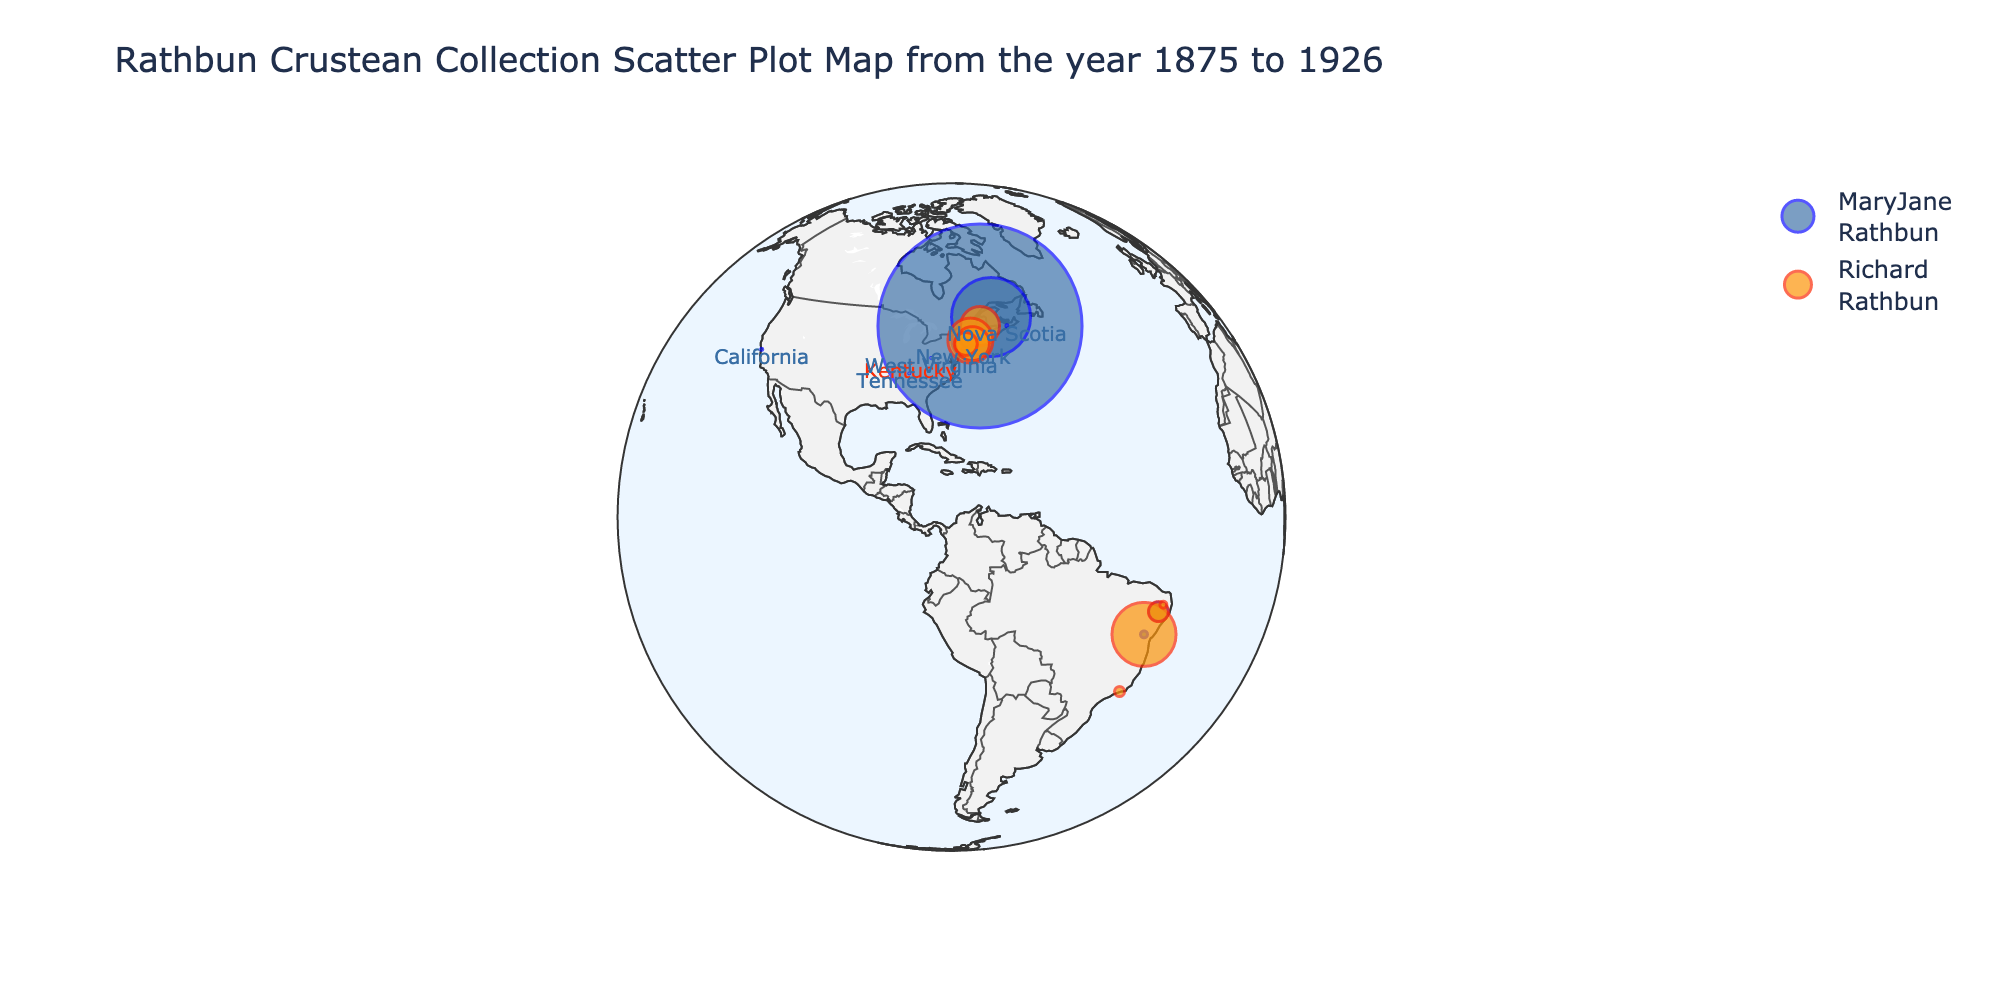 Rathbun Crustean Collection Scatter Plot Map from the year 1875 to 1926
MaryJane
Rathbun
Richard
Rathbun
Nova Scotia
California
New York
West Virginia
Kentucky
Tennessee